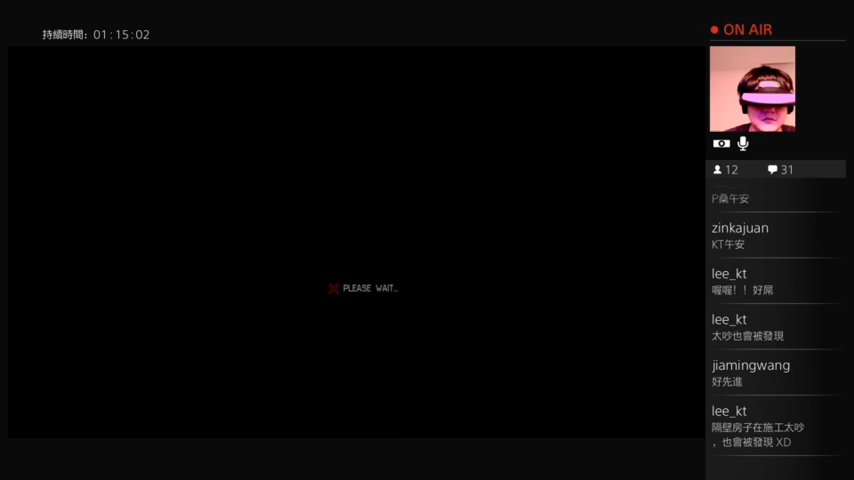 持續時間: 01:15:02
ON AIR
12
31
P桑午安
zinkajuan
KT午安
lee_kt
喔喔！！好屌
lee_kt
太吵也會被發現
jiamingwang
好先進
lee_kt
隔壁房子在施工太吵
，也會被發現 XD
PLEASE WAIT...